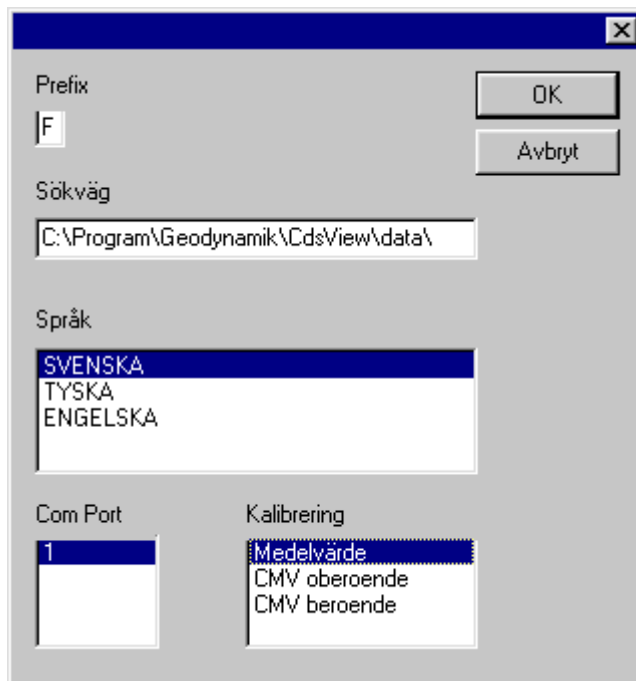 Prefix
OK
F
Avbryt
Sökväg
C:\Program\Geodynamik\CdsView\data\
Språk
SVENSKA
TYSKA
ENGELSKA
Com Port
Kalibrering
1
Medelvärde
CMV oberoende
CMV beroende